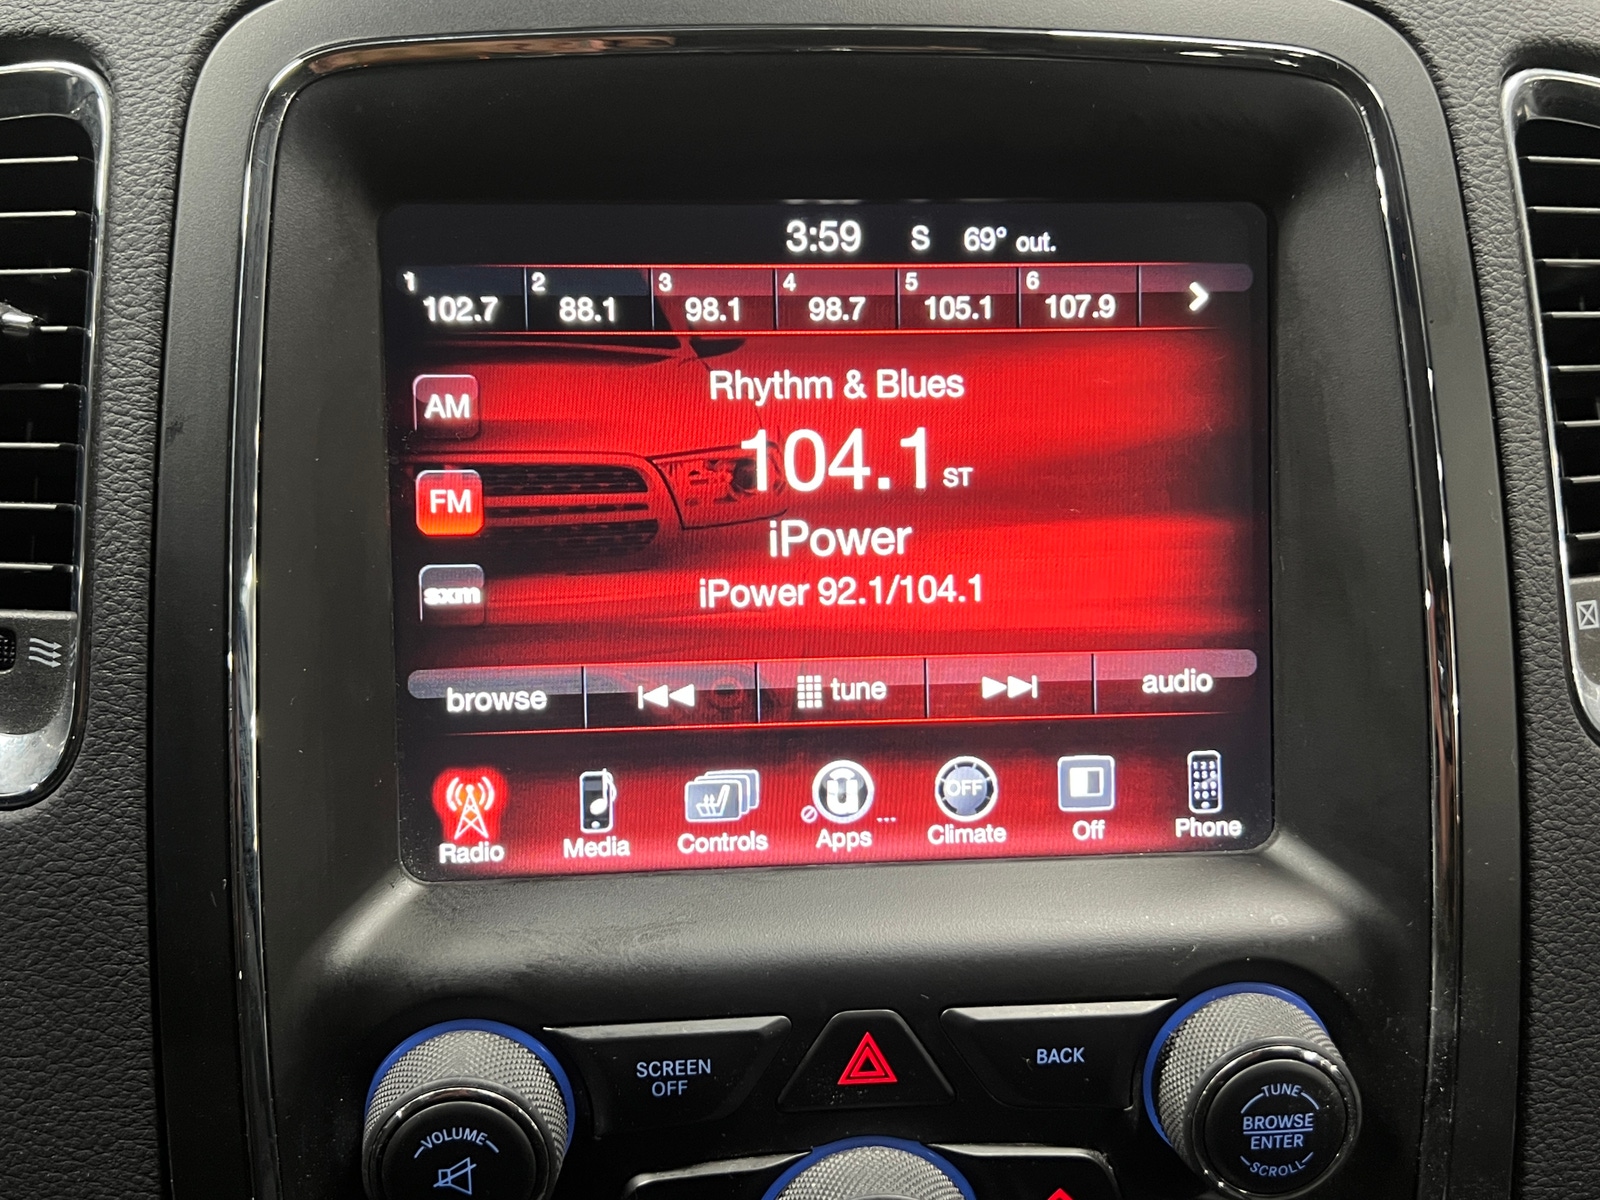 3:59 S 69° out.
1 2 3 4 5 6
102.7 88.1 98.1 98.7 105.1 107.9
Rhythm & Blues
AM
104.1 ST
FM
iPower
iPower 92.1/104.1
sxm
browse tune audio
OFF
Radio Media Controls Apps ... Climate Off Phone
SCREEN
OFF
BACK
VOLUME
TUNE
BROWSE
ENTER
SCROLL